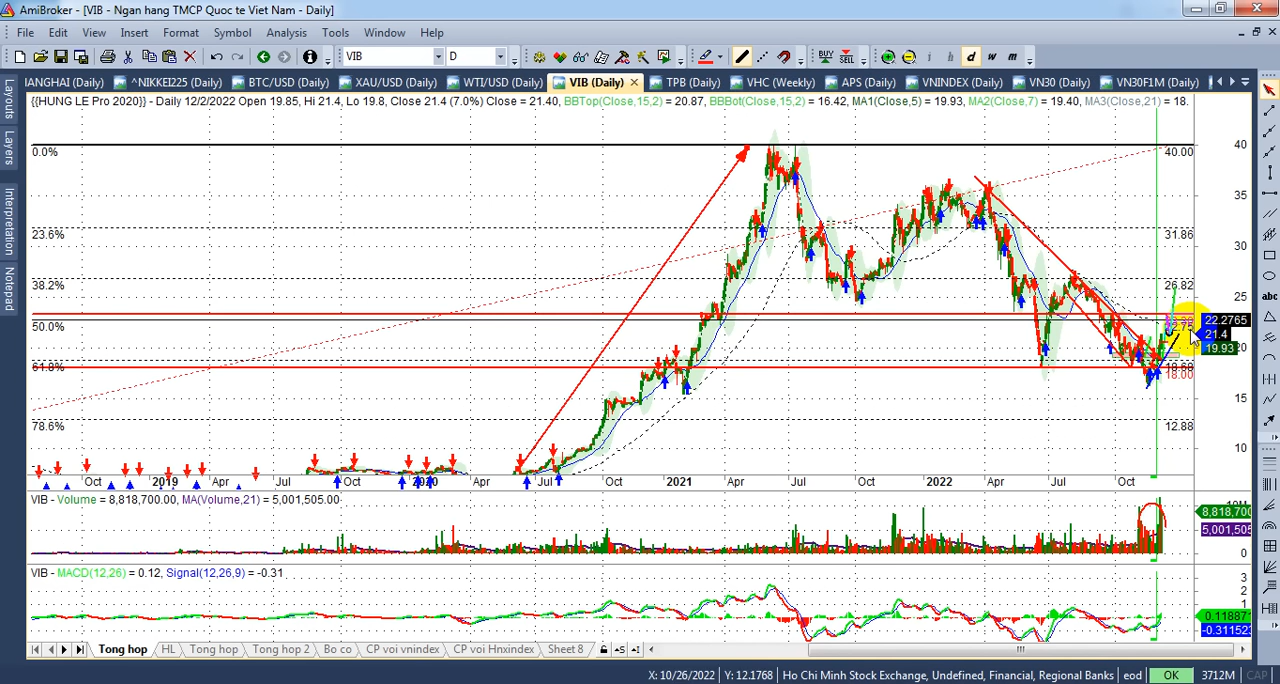 AmiBroker - [VIB - Ngan hang TMCP Quoc te Viet Nam - Daily]
File Edit View Insert Format Symbol Analysis Tools Window Help
VIB D BUY SELL i h d w m
IANGHAI (Daily) ^NIKKEI225 (Daily) BTC/USD (Daily) XAU/USD (Daily) WTI/USD (Daily) VIB (Daily) TPB (Daily) VHC (Weekly) APS (Daily) VNINDEX (Daily) VN30 (Daily) VN30F1M (Daily)
Layouts
Layers
Interpretation
Notepad
abc
{{HUNG LE Pro 2020}} - Daily 12/2/2022 Open 19.85, Hi 21.4, Lo 19.8, Close 21.4 (7.0%) Close = 21.40, BBTop(Close,15,2) = 20.87, BBBot(Close,15,2) = 16.42, MA1(Close,5) = 19.93, MA2(Close,7) = 19.40, MA3(Close,21) = 18.
0.0% 40.00 40
35
23.6% 31.86 30
38.2% 26.82 25
50.0% 22.75 22.2765
21.4
19.93 20
61.8% 18.68
18.00
15
78.6% 12.88
10
Oct 2019 Apr Jul Oct 2020 Apr Jul Oct 2021 Apr Jul Oct 2022 Apr Jul Oct
VIB - Volume = 8,818,700.00, MA(Volume,21) = 5,001,505.00
8,818,700
5,001,505
0
VIB - MACD(12,26) = 0.12, Signal(12,26,9) = -0.31
3
2
1
0.118871
-0.311523
Tong hop HL Tong hop Tong hop 2 Bo co CP voi vnindex CP voi Hnxindex Sheet 8
X: 10/26/2022 Y: 12.1768 Ho Chi Minh Stock Exchange, Undefined, Financial, Regional Banks eod OK 3712M CAP